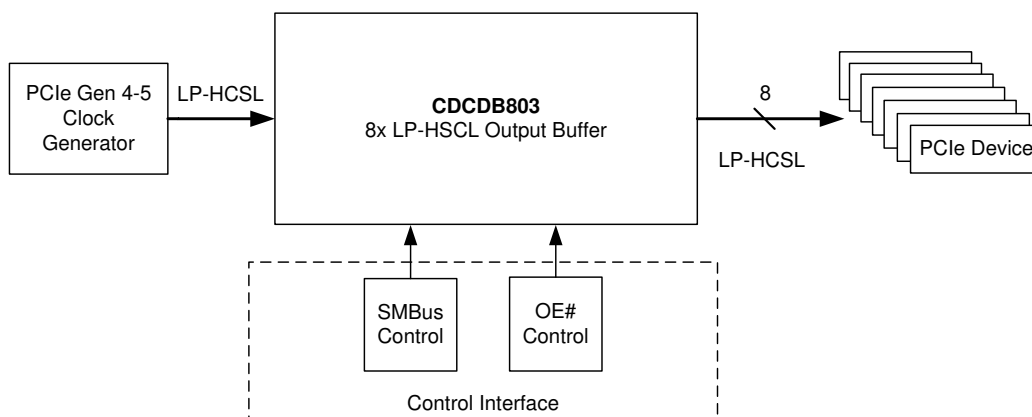 PCIe Gen 4-5
Clock
Generator
LP-HCSL
CDCDB803
8x LP-HSCL Output Buffer
8
LP-HCSL
PCIe Device
SMBus
Control
OE#
Control
Control Interface